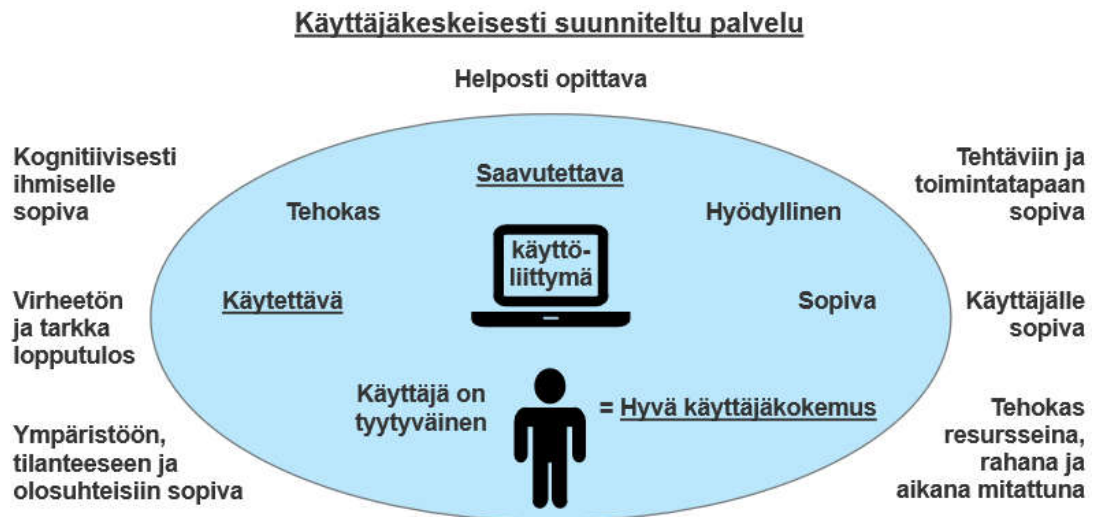 Käyttäjäkeskeisesti suunniteltu palvelu
Helposti opittava
Kognitiivisesti
ihmiselle
sopiva
Saavutettava
Tehtäviin ja
toimintatapaan
sopiva
Tehokas
Hyödyllinen
käyttö-
liittymä
Virheetön
ja tarkka
lopputulos
Käytettävä
Sopiva
Käyttäjälle
sopiva
Käyttäjä on
tyytyväinen
= Hyvä käyttäjäkokemus
Ympäristöön,
tilanteeseen ja
olosuhteisiin sopiva
Tehokas
resursseina,
rahana ja
aikana mitattuna